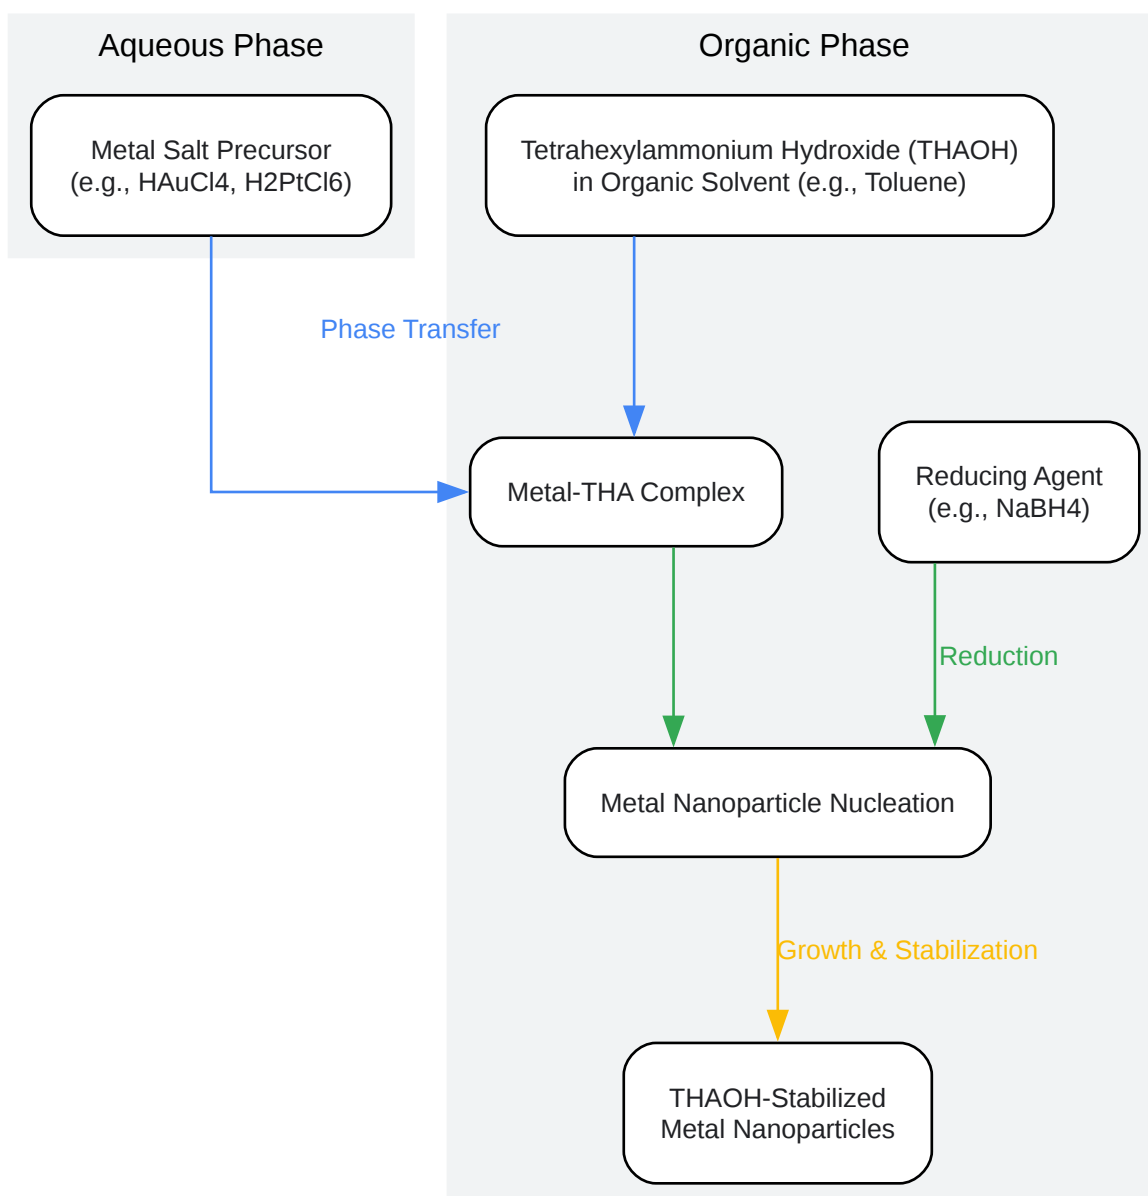 Aqueous Phase
Organic Phase
Metal Salt Precursor
(e.g., HAuCl4, H2PtCl6)
Tetrahexylammonium Hydroxide (THAOH)
in Organic Solvent (e.g., Toluene)
Phase Transfer
Metal-THA Complex
Reducing Agent
(e.g., NaBH4)
Reduction
Metal Nanoparticle Nucleation
Growth & Stabilization
THAOH-Stabilized
Metal Nanoparticles